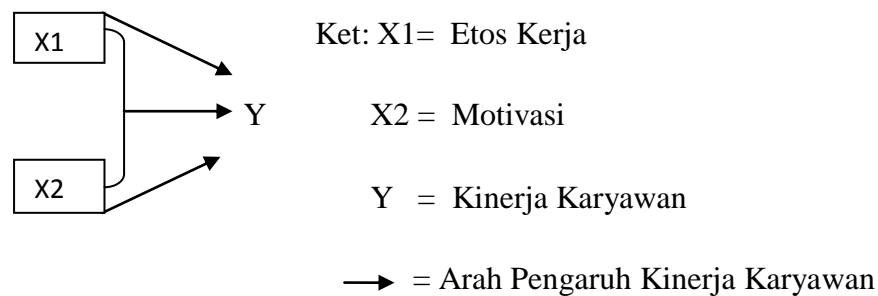 X1
Ket: X1= Etos Kerja
Y
X2 = Motivasi
X2
Y = Kinerja Karyawan
= Arah Pengaruh Kinerja Karyawan